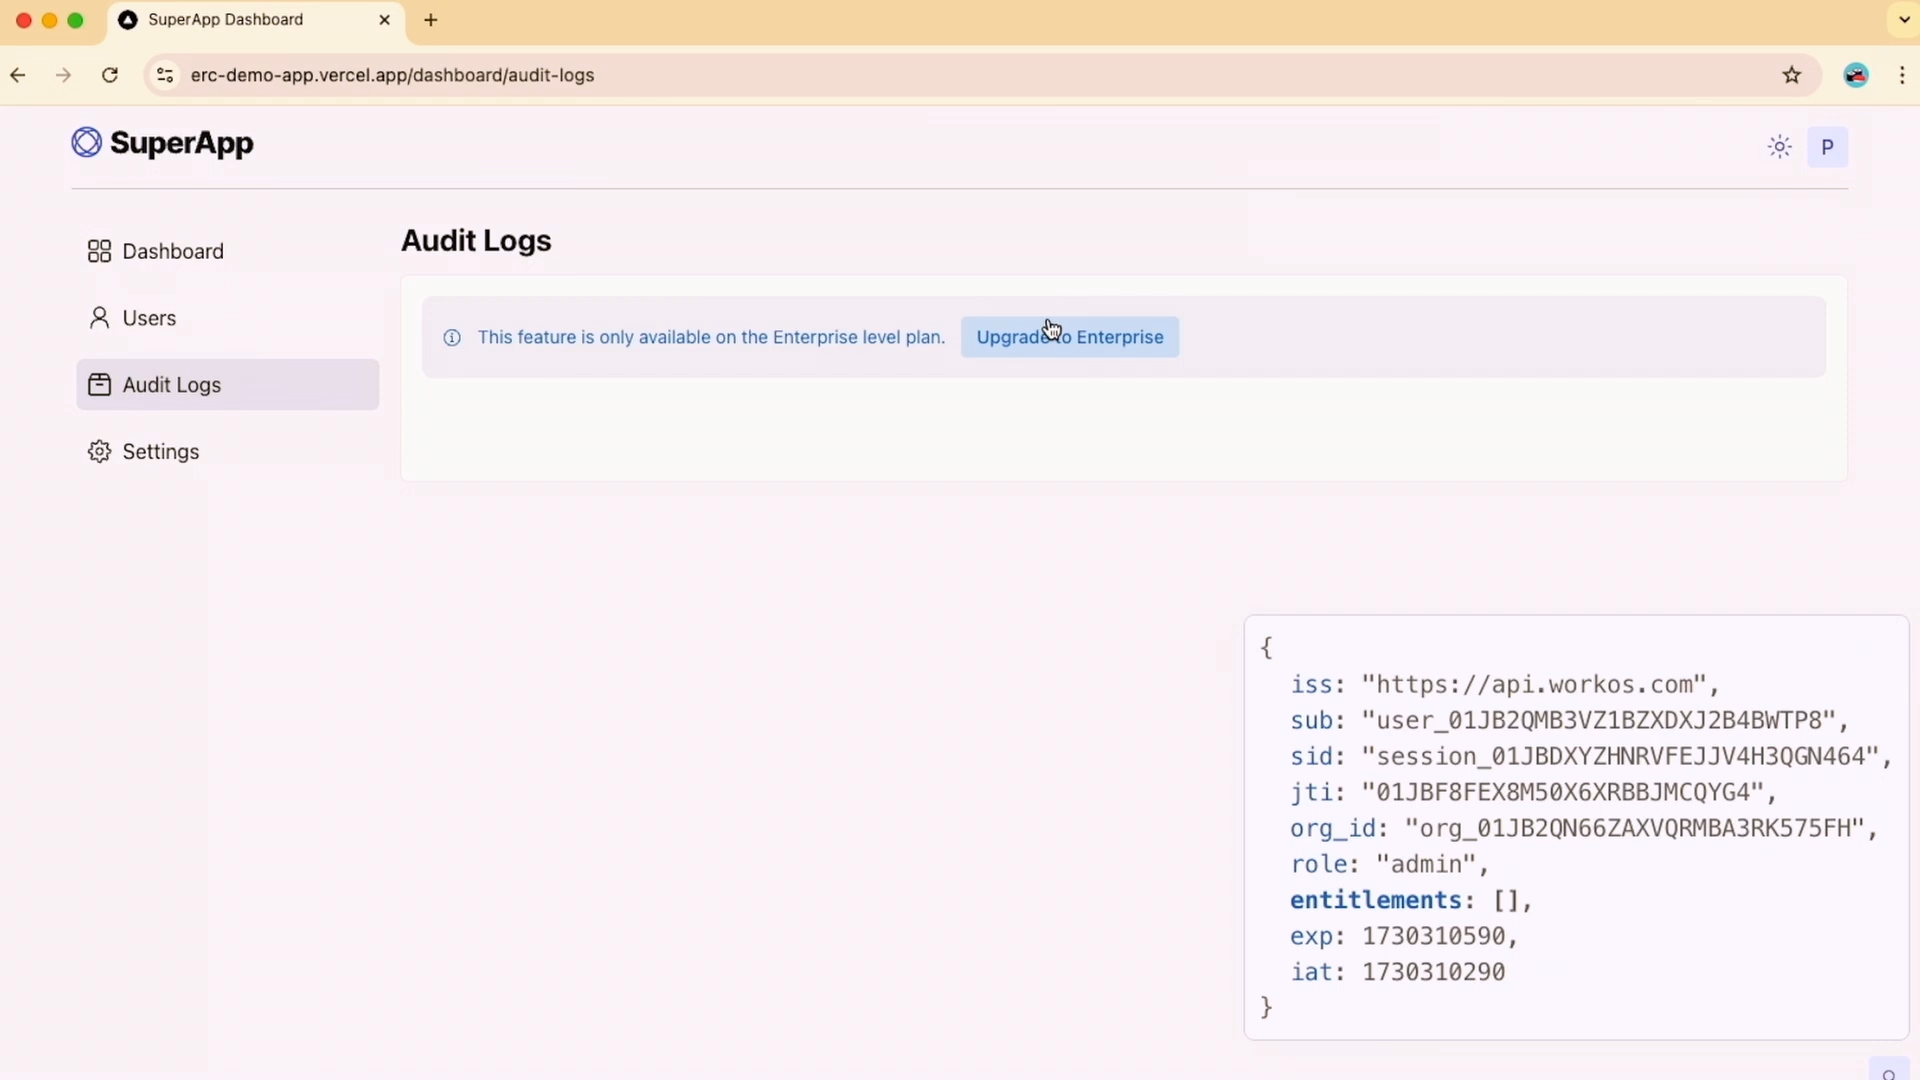 SuperApp Dashboard
erc-demo-app.vercel.app/dashboard/audit-logs
SuperApp
P
Dashboard
Users
Audit Logs
Settings
Audit Logs
This feature is only available on the Enterprise level plan.
Upgrade to Enterprise
{
iss: "https://api.workos.com",
sub: "user_01JB2QMB3VZ1BZXDXJ2B4BWTP8",
sid: "session_01JBDXYZHNRVFEJJV4H3QGN464",
jti: "01JBF8FEX8M50X6XRBBJMCQYG4",
org_id: "org_01JB2QN66ZAXVQRMBA3RK575FH",
role: "admin",
entitlements: [],
exp: 1730310590,
iat: 1730310290
}